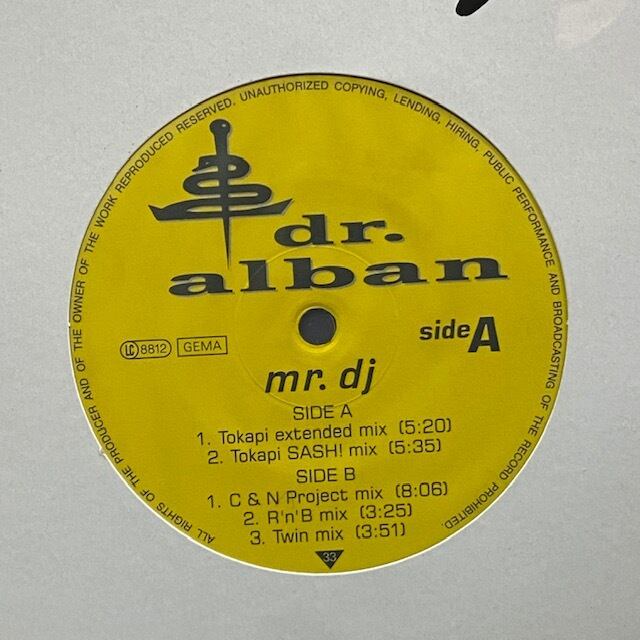 ALL RIGHTS OF THE PRODUCER AND OF THE OWNER OF THE WORK REPRODUCED RESERVED, UNAUTHORIZED COPYING, LENDING, HIRING, PUBLIC PERFORMANCE AND BROADCASTING OF THE RECORD PROHIBITED.
dr.
alban
LC 8812 GEMA
side A
mr. dj
SIDE A
1. Tokapi extended mix (5:20)
2. Tokapi SASH! mix (5:35)
SIDE B
1. C & N Project mix (8:06)
2. R'n'B mix (3:25)
3. Twin mix (3:51)
33